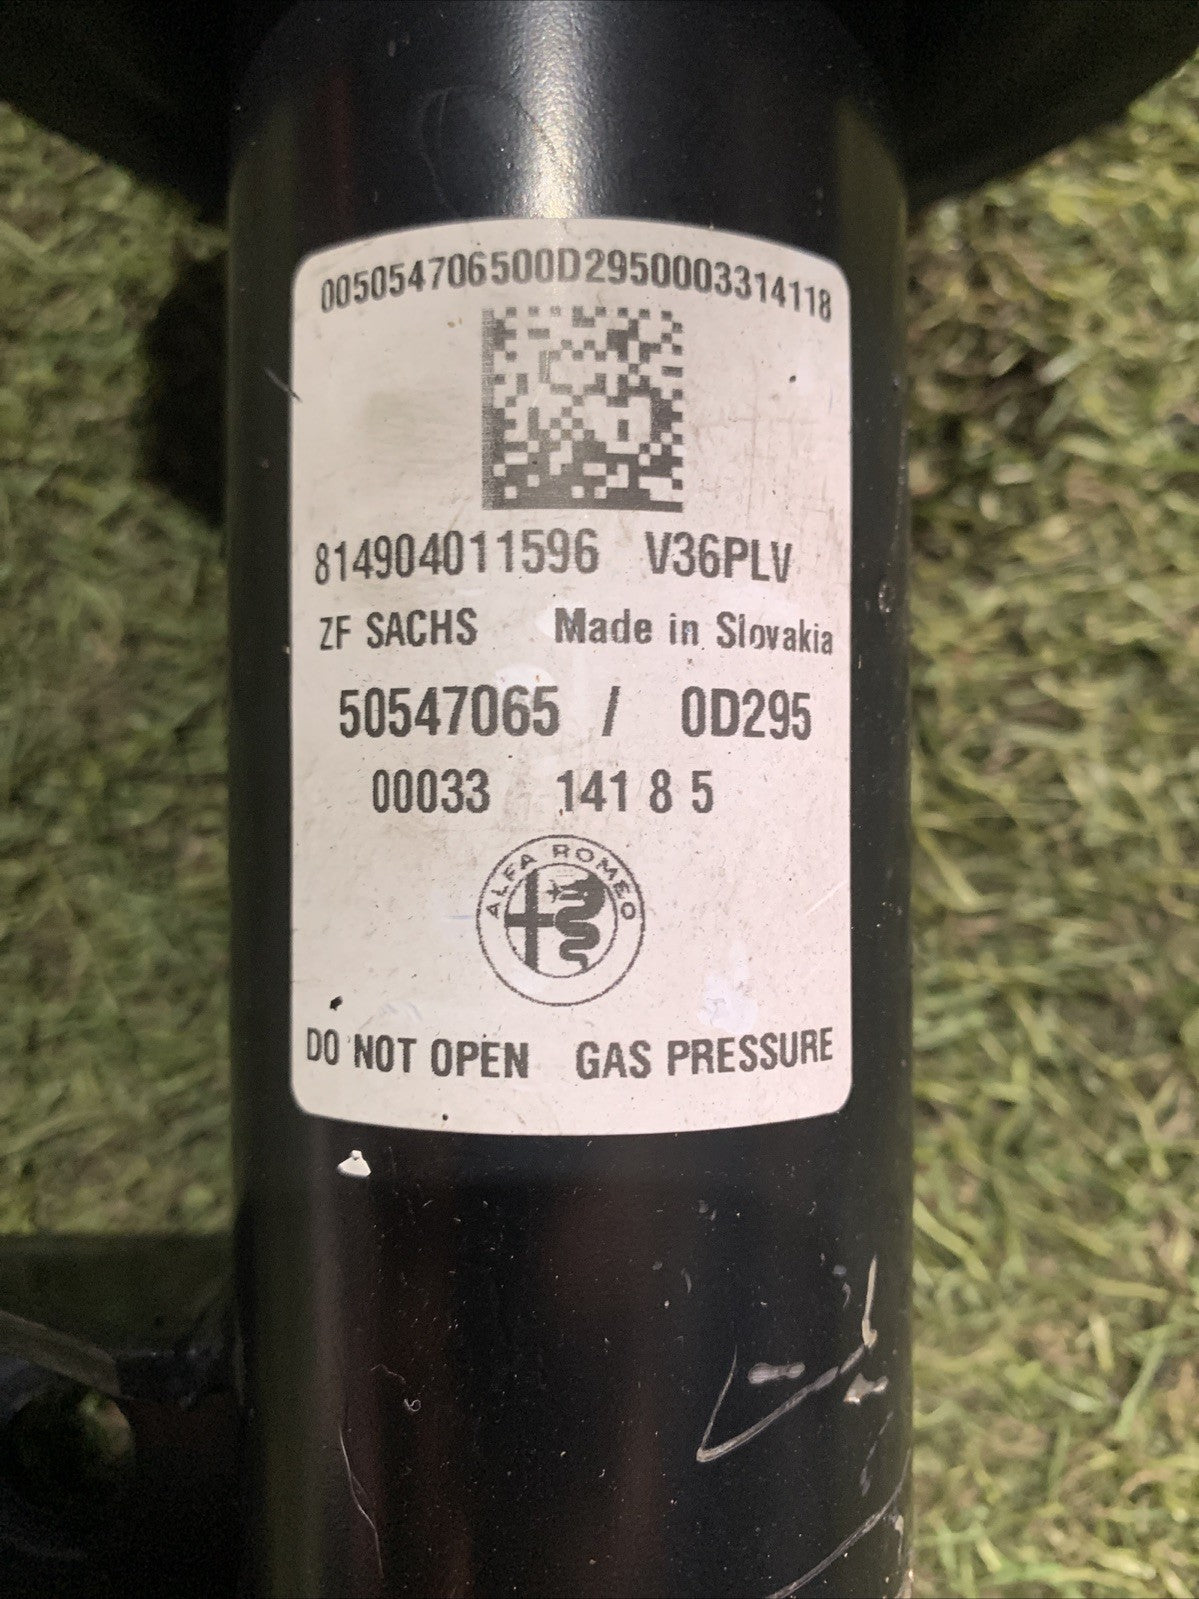 005054706500D2950003314118
814904011596 V36PLV
ZF SACHS Made in Slovakia
50547065 / 0D295
00033 141 8 5
ALFA ROMEO
DO NOT OPEN GAS PRESSURE